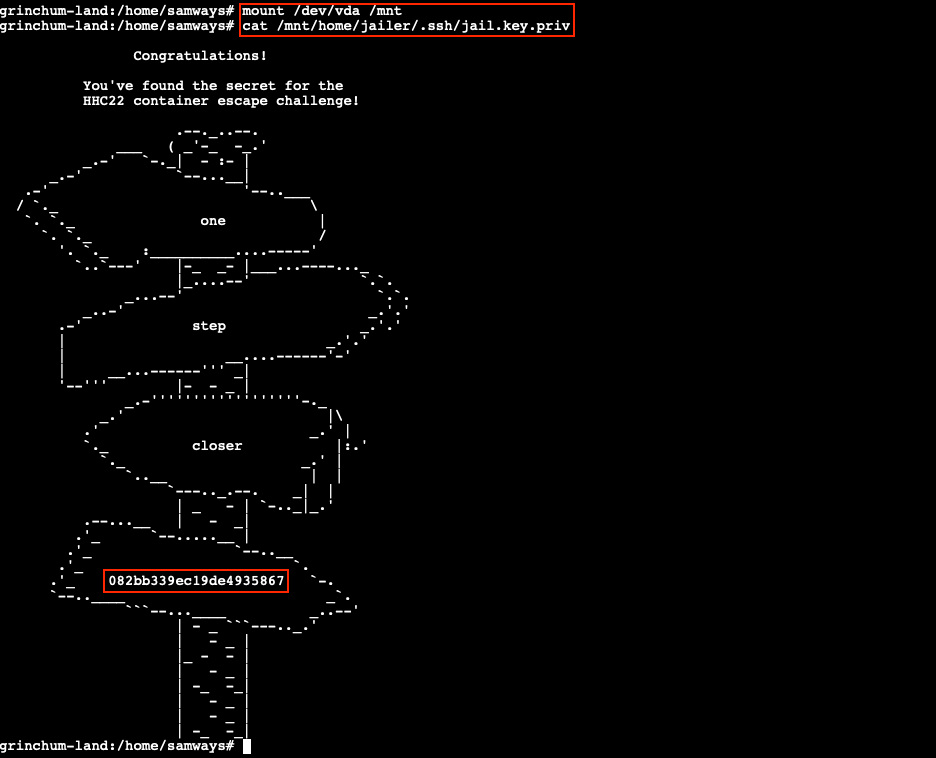 grinchum-land:/home/samways# mount /dev/vda /mnt
grinchum-land:/home/samways# cat /mnt/home/jailer/.ssh/jail.key.priv
Congratulations!
You've found the secret for the
HHC22 container escape challenge!
one
step
closer
082bb339ec19de4935867
grinchum-land:/home/samways#